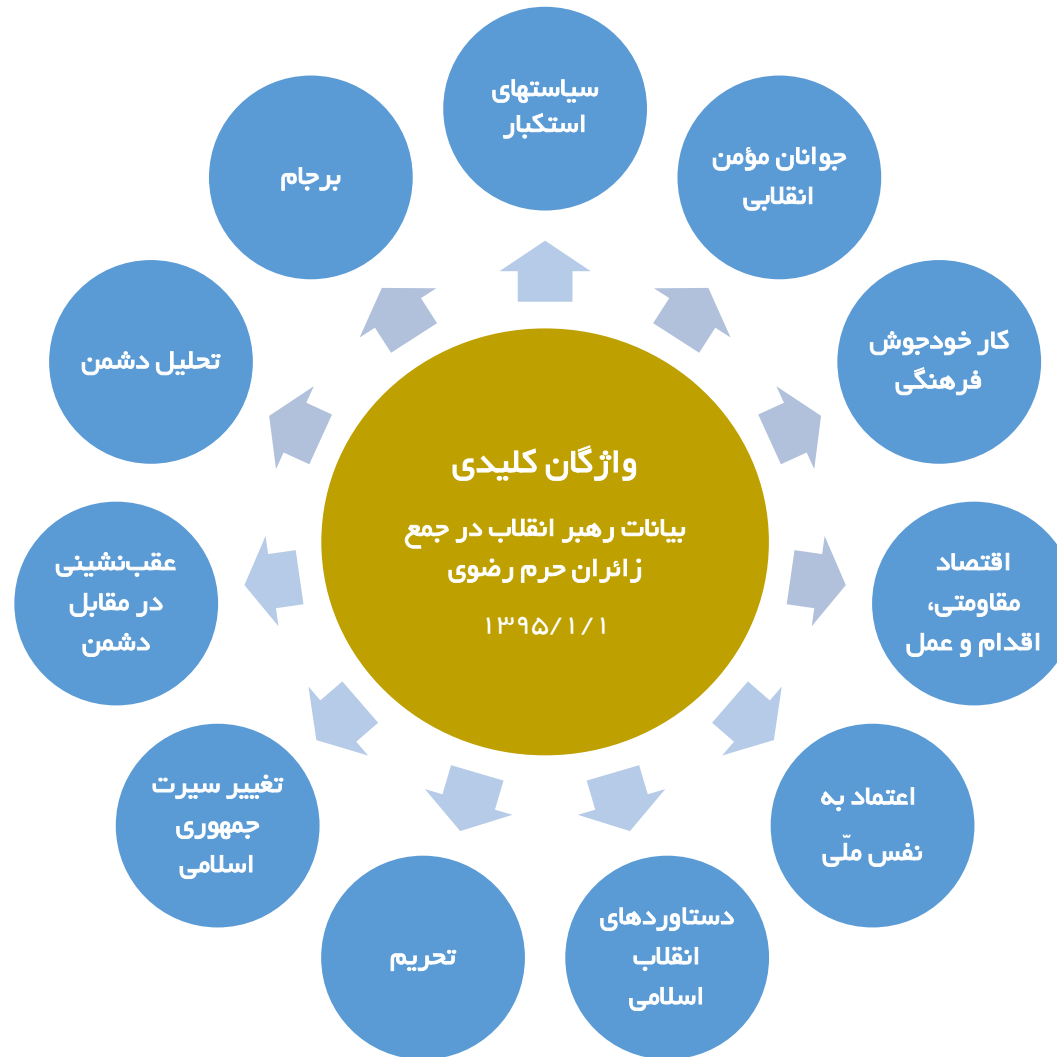 واژگان کلیدی
بیانات رهبر انقلاب در جمع
زائران حرم رضوی
۱۳۹۵/۱/۱
سیاستهای
استکبار
جوانان مؤمن
انقلابی
کار خودجوش
فرهنگی
اقتصاد
مقاومتی،
اقدام و عمل
اعتماد به
نفس ملّی
دستاوردهای
انقلاب
اسلامی
تحریم
تغییر سیرت
جمهوری
اسلامی
عقب‌نشینی
در مقابل
دشمن
تحلیل دشمن
برجام